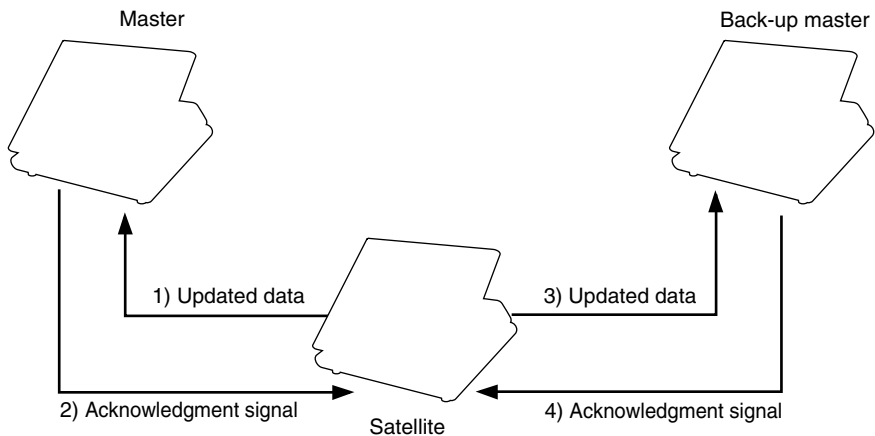 Master
Back-up master
1) Updated data
3) Updated data
2) Acknowledgment signal
4) Acknowledgment signal
Satellite